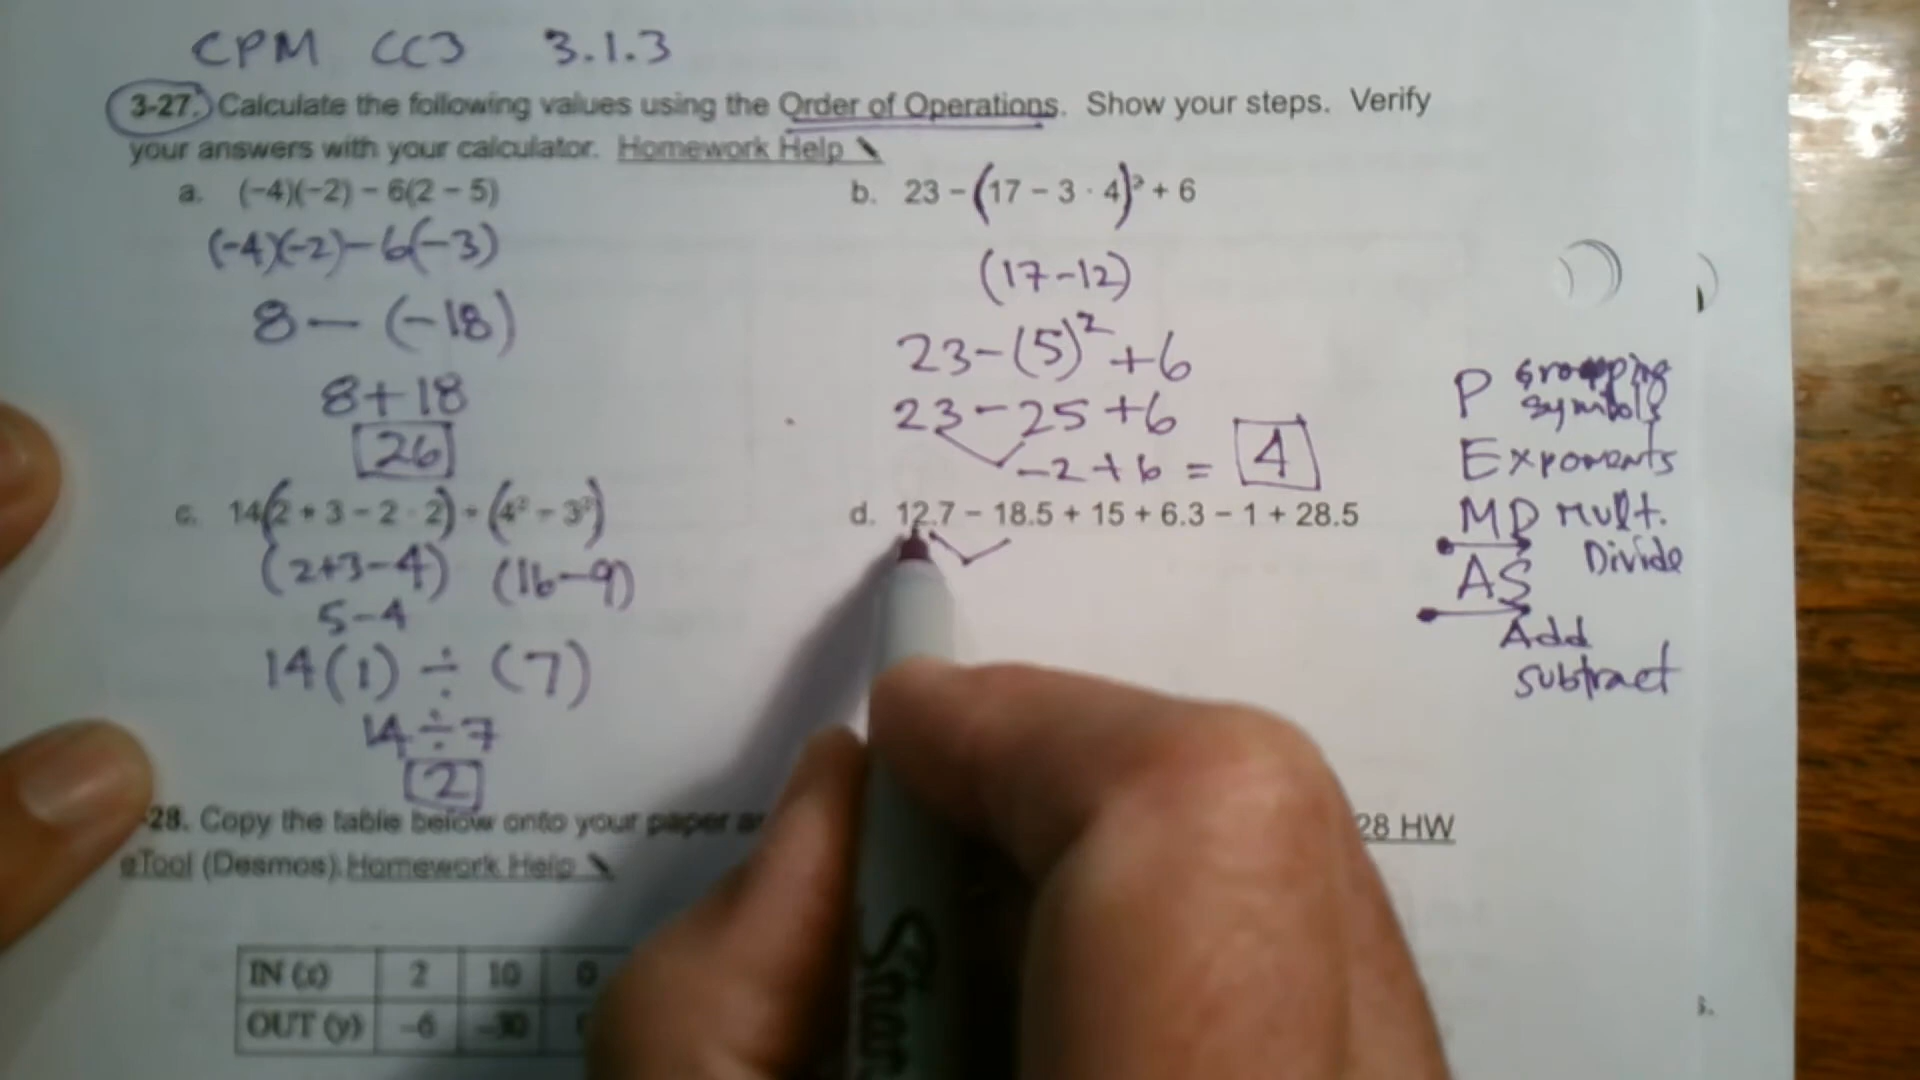 CPM CC3 3.1.3
3-27. Calculate the following values using the Order of Operations. Show your steps. Verify
your answers with your calculator. Homework Help
a. (−4)(−2) − 6(2 − 5)
(-4)(-2)-6(-3)
8 - (-18)
8+18
26
b. 23 − (17 − 3 · 4)² + 6
(17-12)
23-(5)² +6
23-25+6
-2+6 = 4
c. 14(2 + 3 − 2 · 2) ÷ (4² − 3²)
(2+3-4) (16-9)
5-4
14(1) ÷ (7)
14÷7
2
d. 12.7 − 18.5 + 15 + 6.3 − 1 + 28.5
P Grouping
symbols
Exponents
MD Mult.
Divide
AS
Add
subtract
-28. Copy the table below onto your paper
28 HW
eTool (Desmos). Homework Help
IN (x) 2 10 0
OUT (y) −6 −30
Shar